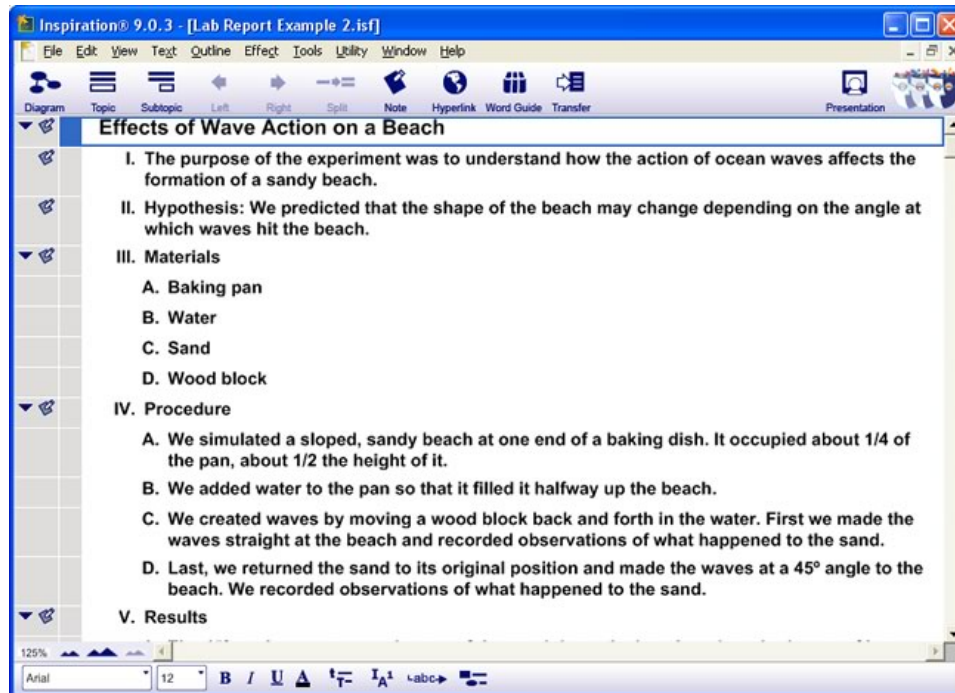 Inspiration® 9.0.3 - [Lab Report Example 2.isf]
File Edit View Text Outline Effect Tools Utility Window Help
Diagram Topic Subtopic Left Right Split Note Hyperlink Word Guide Transfer Presentation
Effects of Wave Action on a Beach
I. The purpose of the experiment was to understand how the action of ocean waves affects the
formation of a sandy beach.
II. Hypothesis: We predicted that the shape of the beach may change depending on the angle at
which waves hit the beach.
III. Materials
A. Baking pan
B. Water
C. Sand
D. Wood block
IV. Procedure
A. We simulated a sloped, sandy beach at one end of a baking dish. It occupied about 1/4 of
the pan, about 1/2 the height of it.
B. We added water to the pan so that it filled it halfway up the beach.
C. We created waves by moving a wood block back and forth in the water. First we made the
waves straight at the beach and recorded observations of what happened to the sand.
D. Last, we returned the sand to its original position and made the waves at a 45º angle to the
beach. We recorded observations of what happened to the sand.
V. Results
125%
Arial 12 B I U A